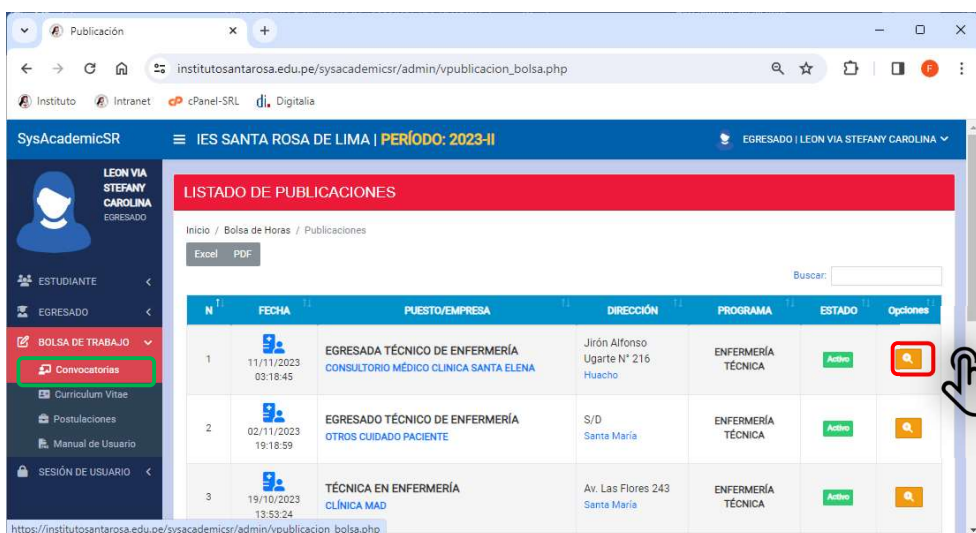 Publicación
institutosantarosa.edu.pe/sysacademicsr/admin/vpublicacion_bolsa.php
F
Instituto
Intranet
cPanel-SRL
Digitalia
SysAcademicSR
IES SANTA ROSA DE LIMA | PERÍODO: 2023-II
EGRESADO | LEON VIA STEFANY CAROLINA
LEON VIA
STEFANY
CAROLINA
EGRESADO
ESTUDIANTE
EGRESADO
BOLSA DE TRABAJO
Convocatorias
Curriculum Vitae
Postulaciones
Manual de Usuario
SESIÓN DE USUARIO
LISTADO DE PUBLICACIONES
Inicio / Bolsa de Horas / Publicaciones
Excel PDF
Buscar:
N FECHA PUESTO/EMPRESA DIRECCIÓN PROGRAMA ESTADO Opciones
1
11/11/2023
03:18:45
EGRESADA TÉCNICO DE ENFERMERÍA
CONSULTORIO MÉDICO CLINICA SANTA ELENA
Jirón Alfonso
Ugarte N° 216
Huacho
ENFERMERÍA
TÉCNICA
Activo
2
02/11/2023
19:18:59
EGRESADO TÉCNICO DE ENFERMERÍA
OTROS CUIDADO PACIENTE
S/D
Santa María
ENFERMERÍA
TÉCNICA
Activo
3
19/10/2023
13:53:24
TÉCNICA EN ENFERMERÍA
CLÍNICA MAD
Av. Las Flores 243
Santa María
ENFERMERÍA
TÉCNICA
Activo
https://institutosantarosa.edu.pe/sysacademicsr/admin/vpublicacion_bolsa.php